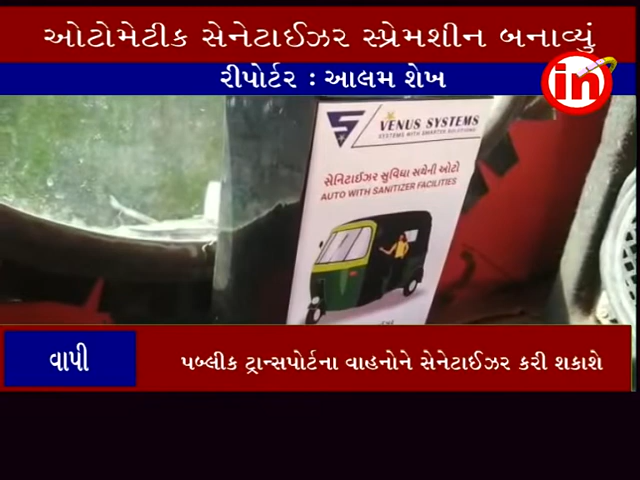 ઓટોમેટીક સેનેટાઈઝર સ્પ્રેમશીન બનાવ્યું
રીપોર્ટર : આલમ શેખ
in
VENUS SYSTEMS
SYSTEMS WITH SMARTER SOLUTIONS
સેનિટાઈઝર સુવિધા સાથેની ઓટો
AUTO WITH SANITIZER FACILITIES
વાપી
પબ્લીક ટ્રાન્સપોર્ટના વાહનોને સેનેટાઈઝર કરી શકાશે